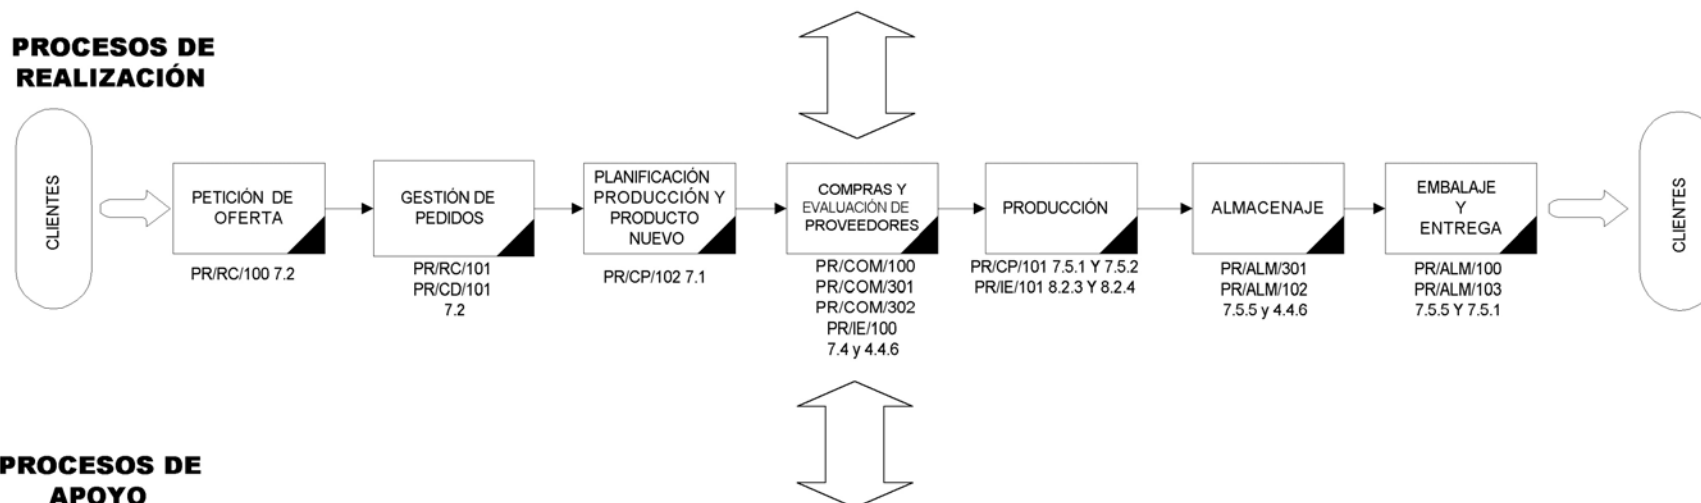 PROCESOS DE
REALIZACIÓN
CLIENTES
PETICIÓN DE
OFERTA
PR/RC/100 7.2
GESTIÓN DE
PEDIDOS
PR/RC/101
PR/CD/101
7.2
PLANIFICACIÓN
PRODUCCIÓN Y
PRODUCTO
NUEVO
PR/CP/102 7.1
COMPRAS Y
EVALUACIÓN DE
PROVEEDORES
PR/COM/100
PR/COM/301
PR/COM/302
PR/IE/100
7.4 y 4.4.6
PRODUCCIÓN
PR/CP/101 7.5.1 Y 7.5.2
PR/IE/101 8.2.3 Y 8.2.4
ALMACENAJE
PR/ALM/301
PR/ALM/102
7.5.5 y 4.4.6
EMBALAJE
Y
ENTREGA
PR/ALM/100
PR/ALM/103
7.5.5 Y 7.5.1
CLIENTES
PROCESOS DE
APOYO